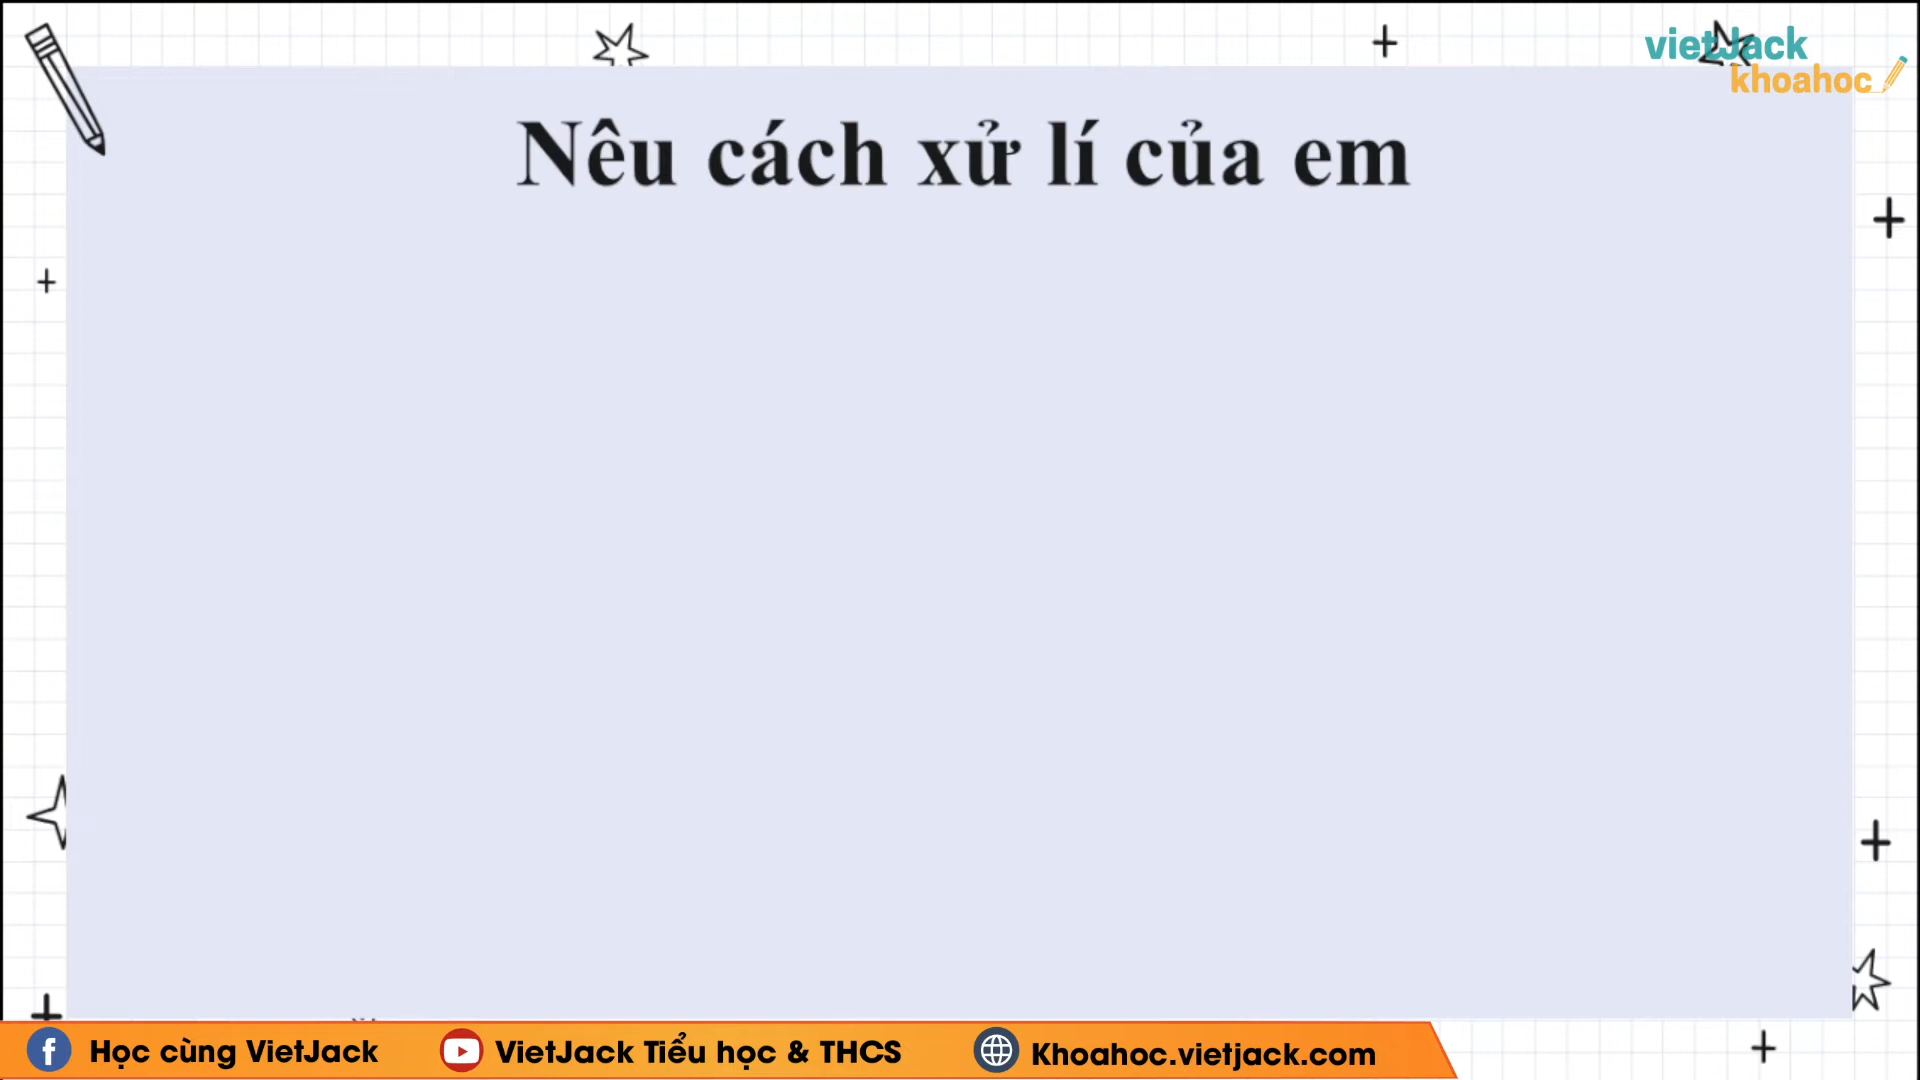 vietJack
khoahoc
Nêu cách xử lí của em
Học cùng VietJack
VietJack Tiểu học & THCS
Khoahoc.vietjack.com